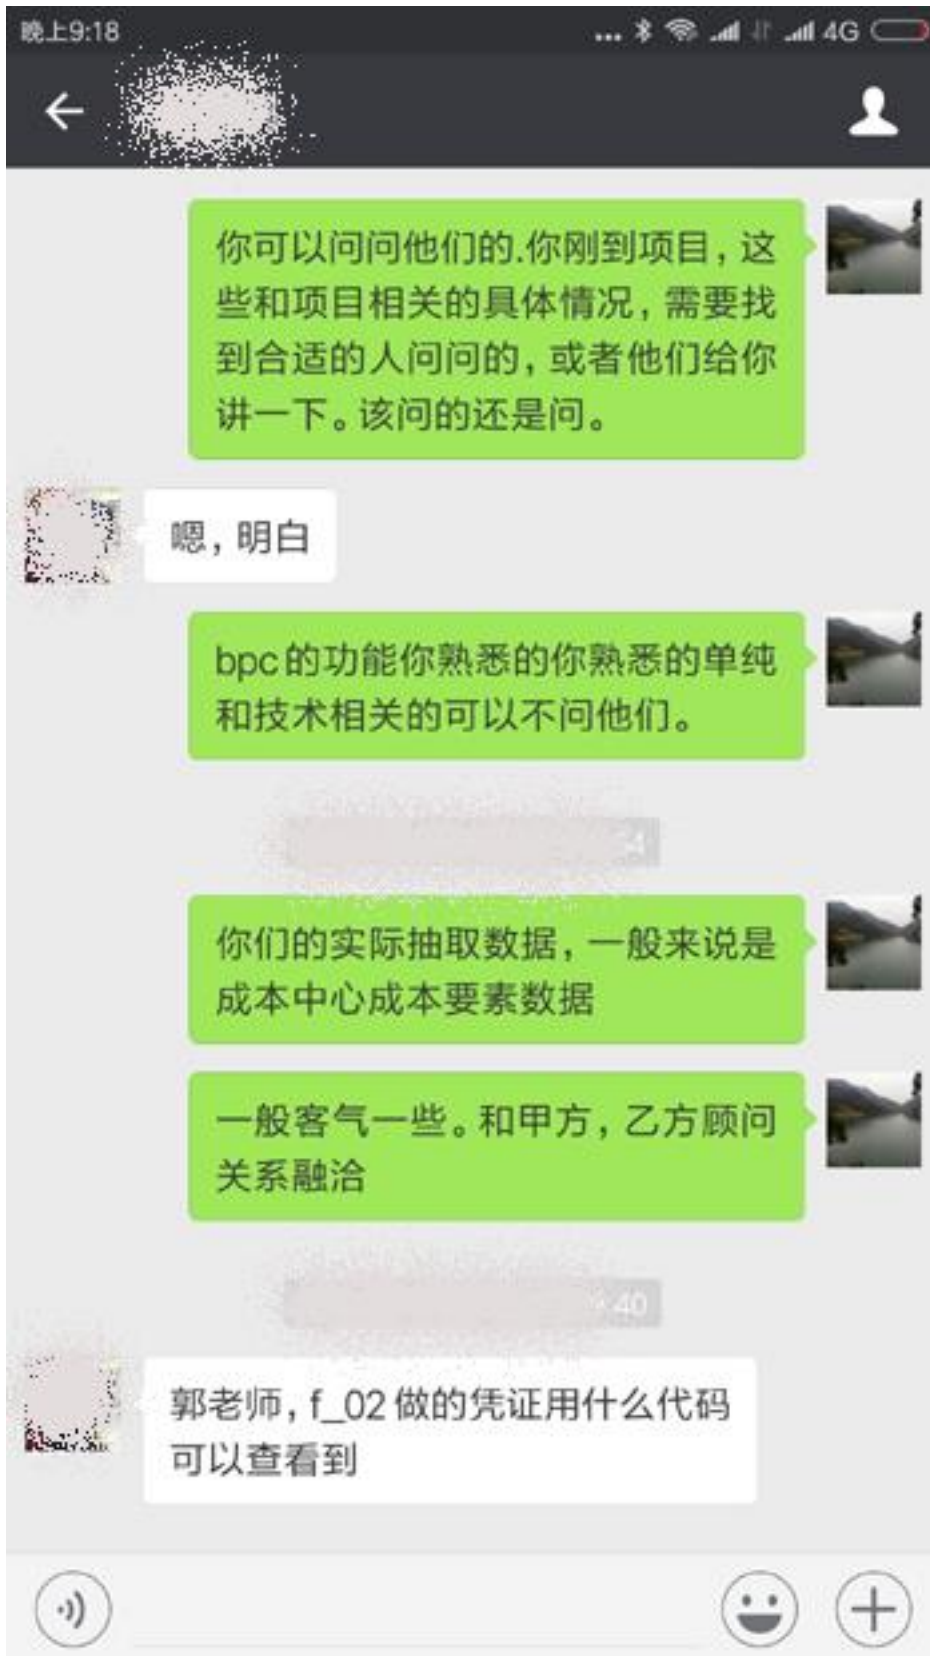 晚上9:18
4G
你可以问问他们的.你刚到项目，这
些和项目相关的具体情况，需要找
到合适的人问问的，或者他们给你
讲一下。该问的还是问。
嗯，明白
bpc的功能你熟悉的你熟悉的单纯
和技术相关的可以不问他们。
你们的实际抽取数据，一般来说是
成本中心成本要素数据
一般客气一些。和甲方，乙方顾问
关系融洽
40
郭老师，f_02做的凭证用什么代码
可以查看到